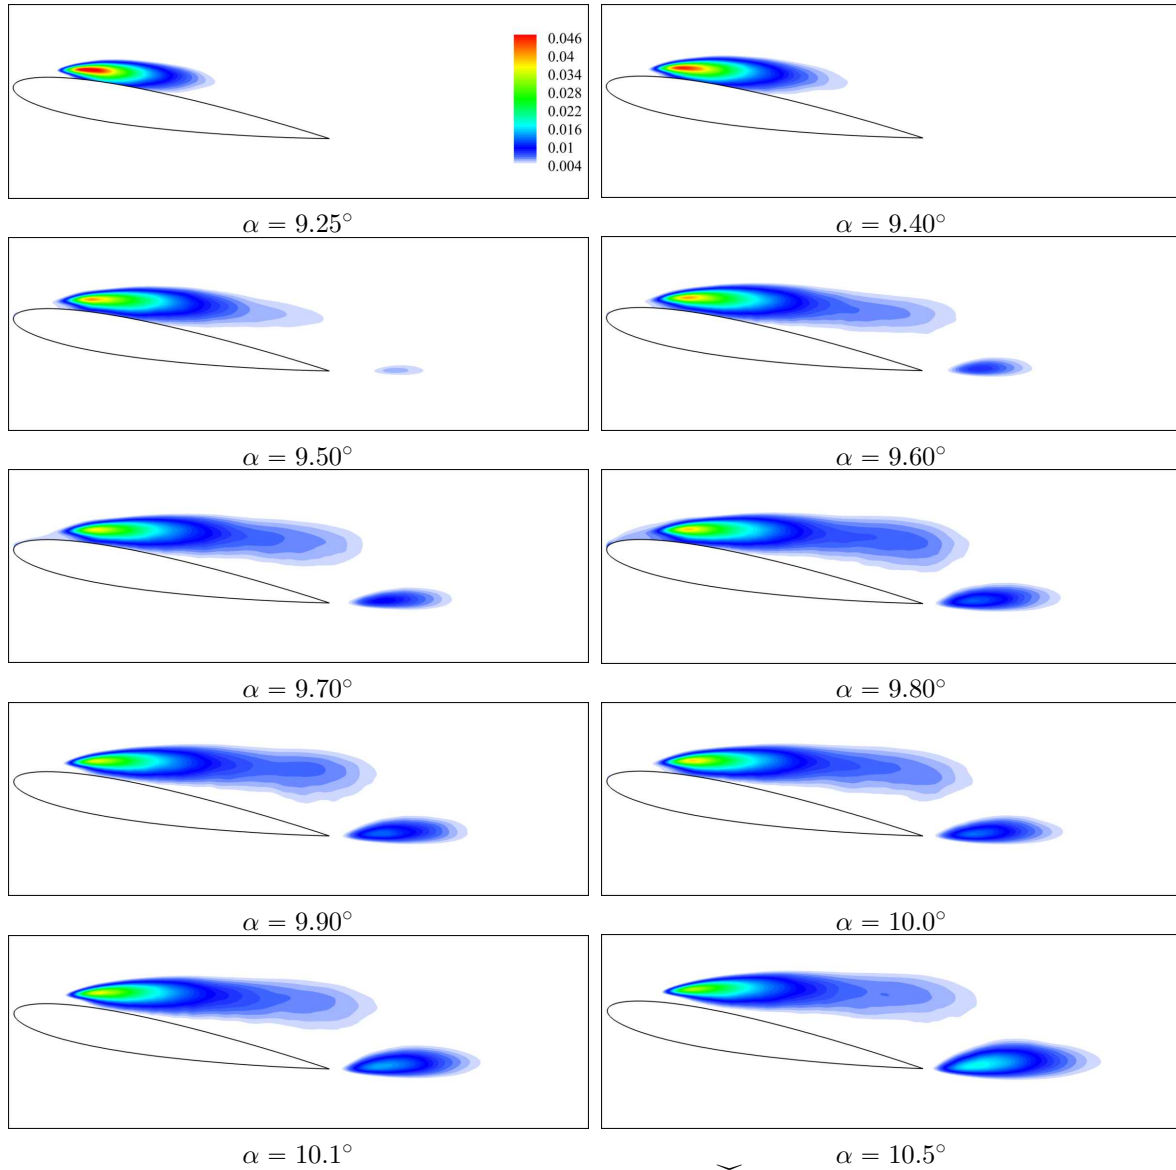 0.046
0.04
0.034
0.028
0.022
0.016
0.01
0.004
α = 9.25°
α = 9.40°
α = 9.50°
α = 9.60°
α = 9.70°
α = 9.80°
α = 9.90°
α = 10.0°
α = 10.1°
α = 10.5°